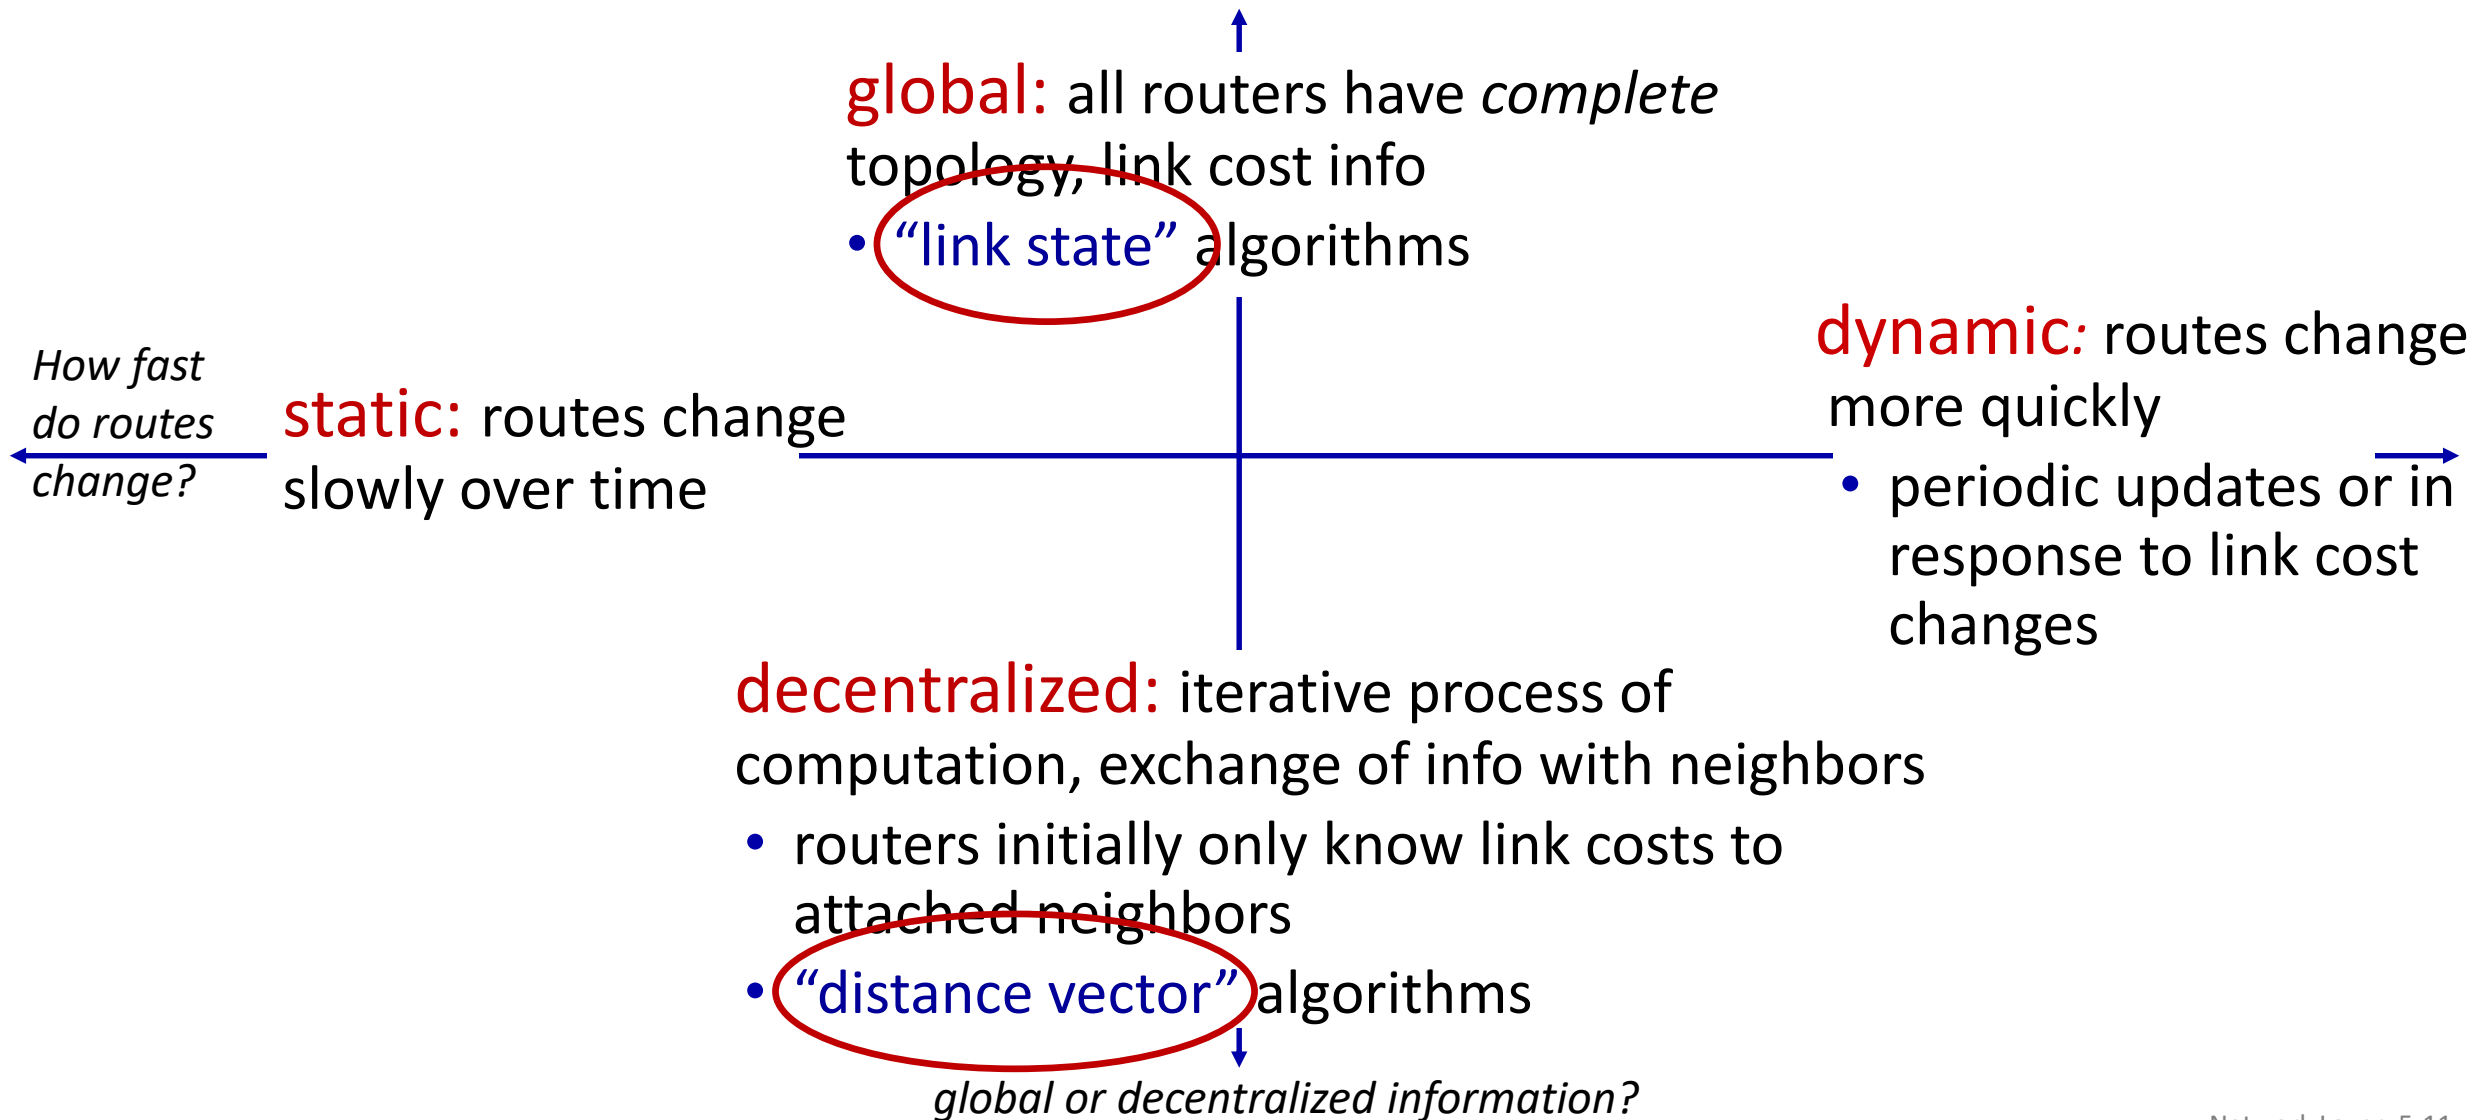 global: all routers have complete
topology, link cost info
• “link state” algorithms
How fast
do routes
change?
static: routes change
slowly over time
dynamic: routes change
more quickly
• periodic updates or in
response to link cost
changes
decentralized: iterative process of
computation, exchange of info with neighbors
• routers initially only know link costs to
attached neighbors
• “distance vector” algorithms
global or decentralized information?